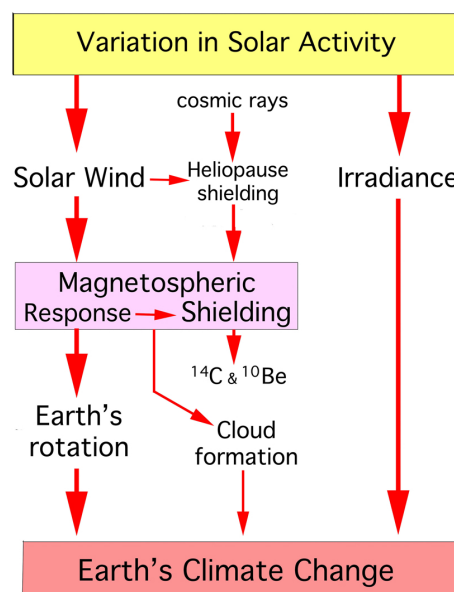 Variation in Solar Activity
cosmic rays
Solar Wind
Heliopause
shielding
Irradiance
Magnetospheric
Response
Shielding
¹⁴C & ¹⁰Be
Earth's
rotation
Cloud
formation
Earth's Climate Change